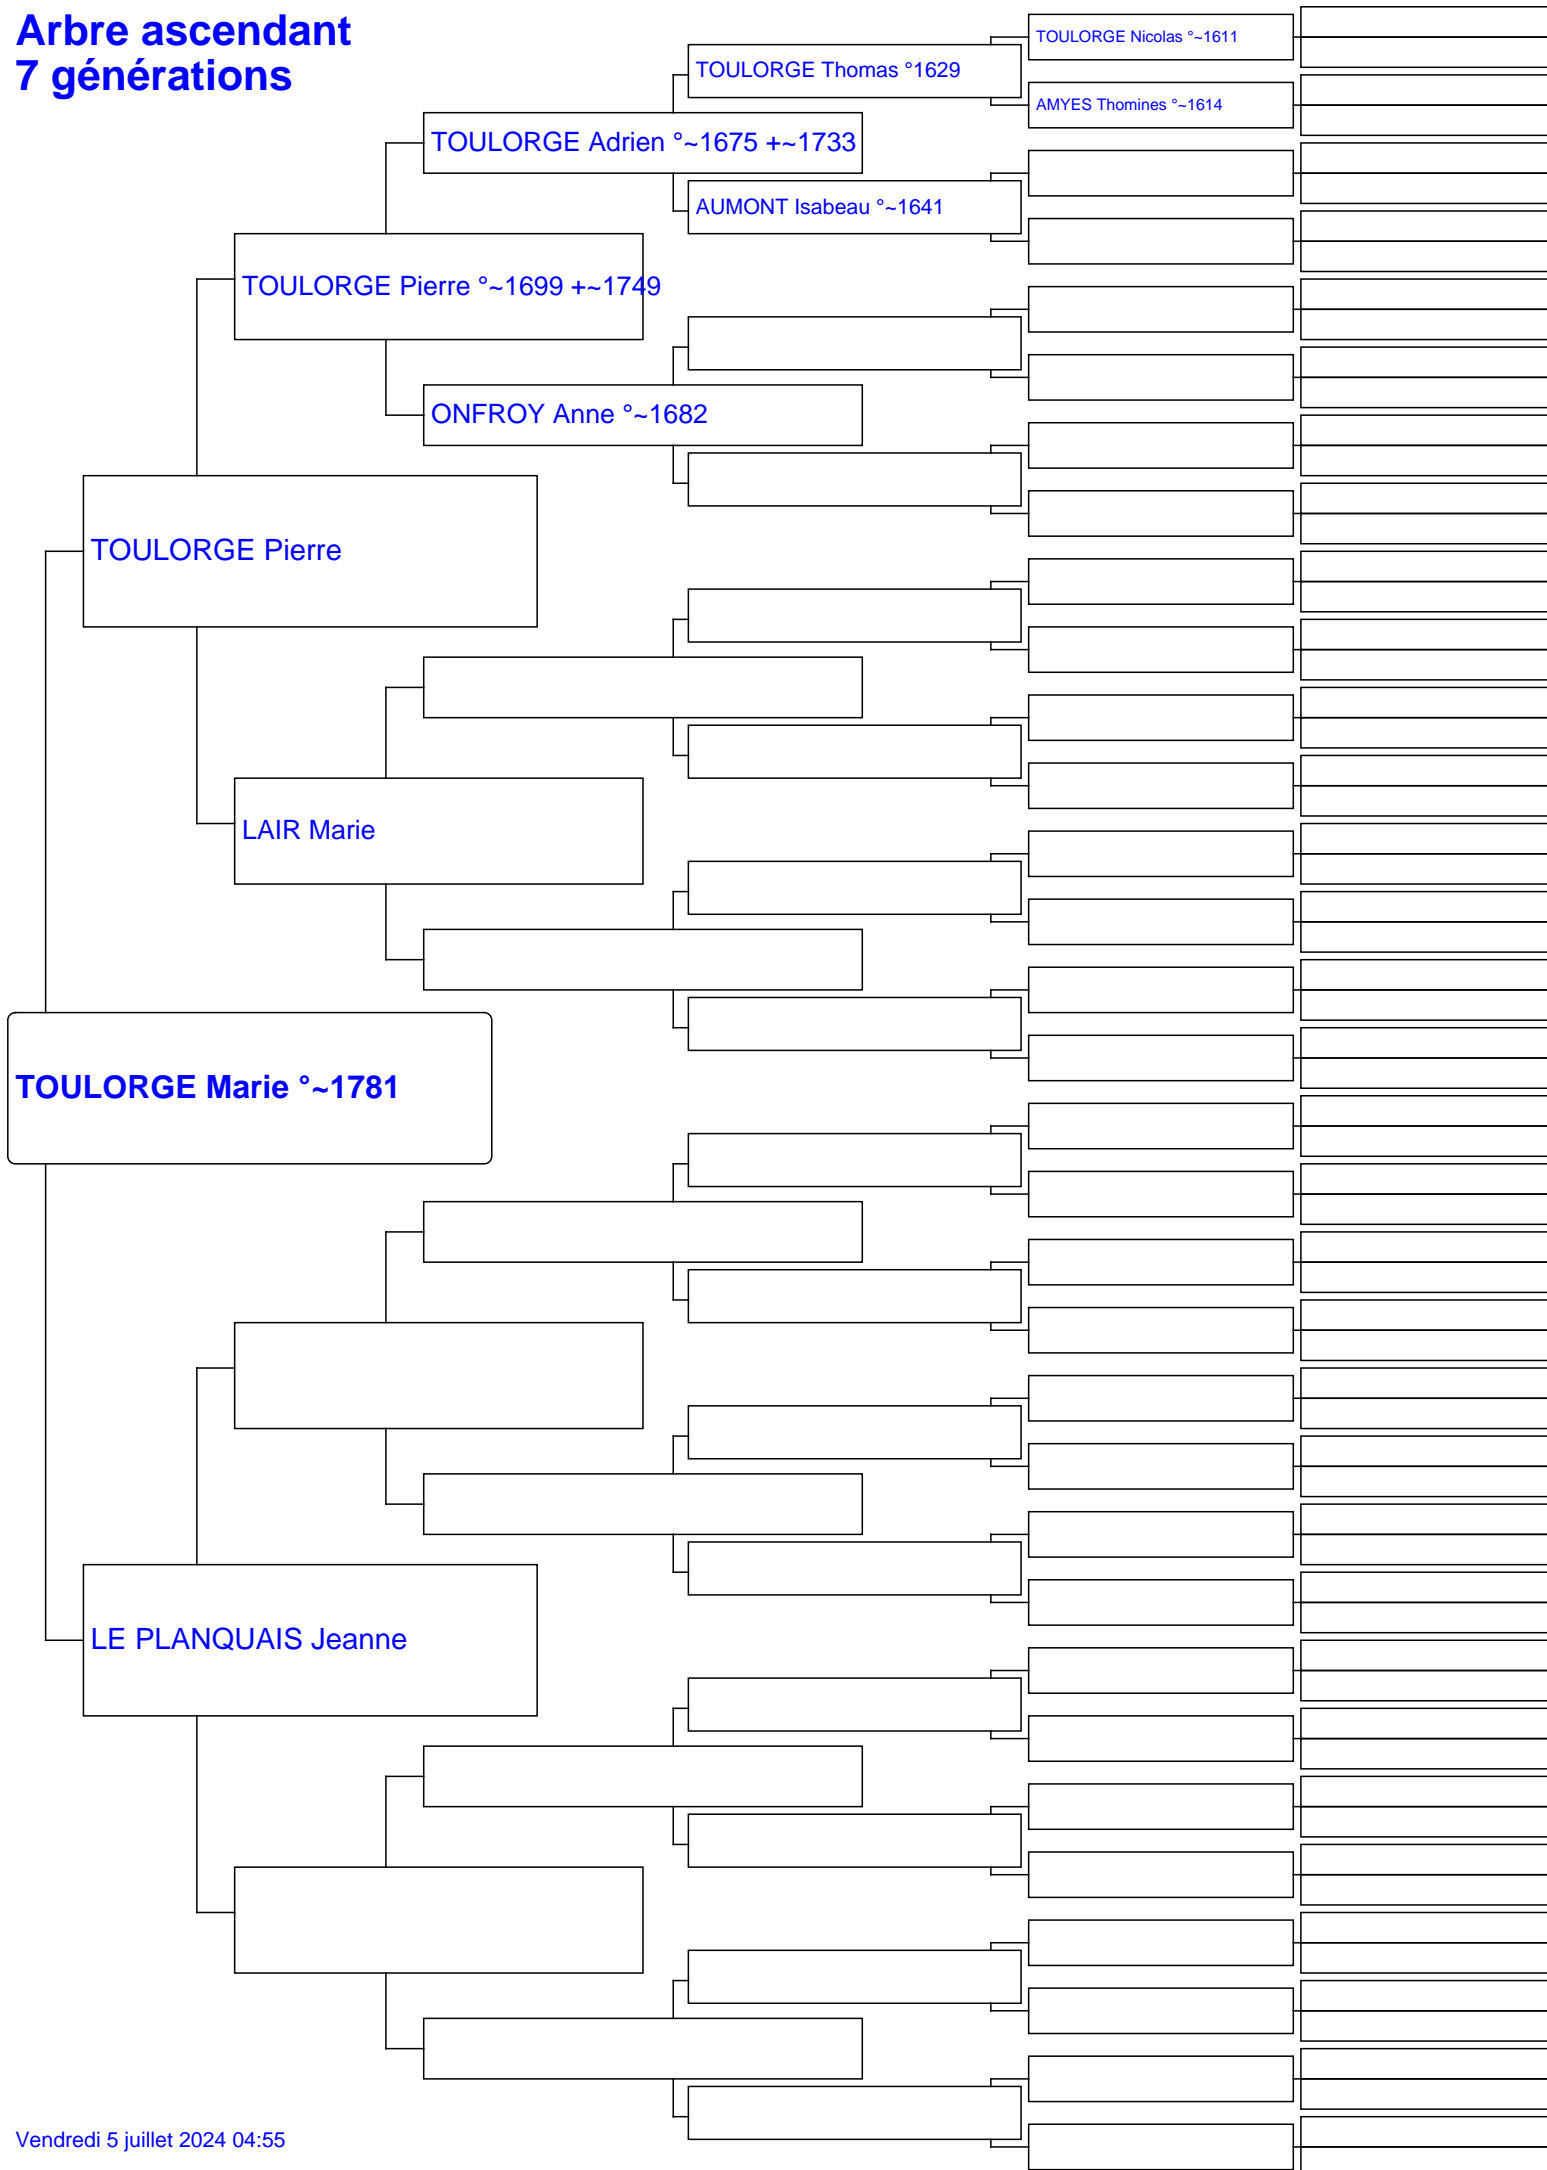 Arbre ascendant
7 générations
TOULORGE Nicolas °~1611
TOULORGE Thomas °1629
AMYES Thomines °~1614
TOULORGE Adrien °~1675 +~1733
AUMONT Isabeau °~1641
TOULORGE Pierre °~1699 +~1749
ONFROY Anne °~1682
TOULORGE Pierre
LAIR Marie
TOULORGE Marie °~1781
LE PLANQUAIS Jeanne
Vendredi 5 juillet 2024 04:55